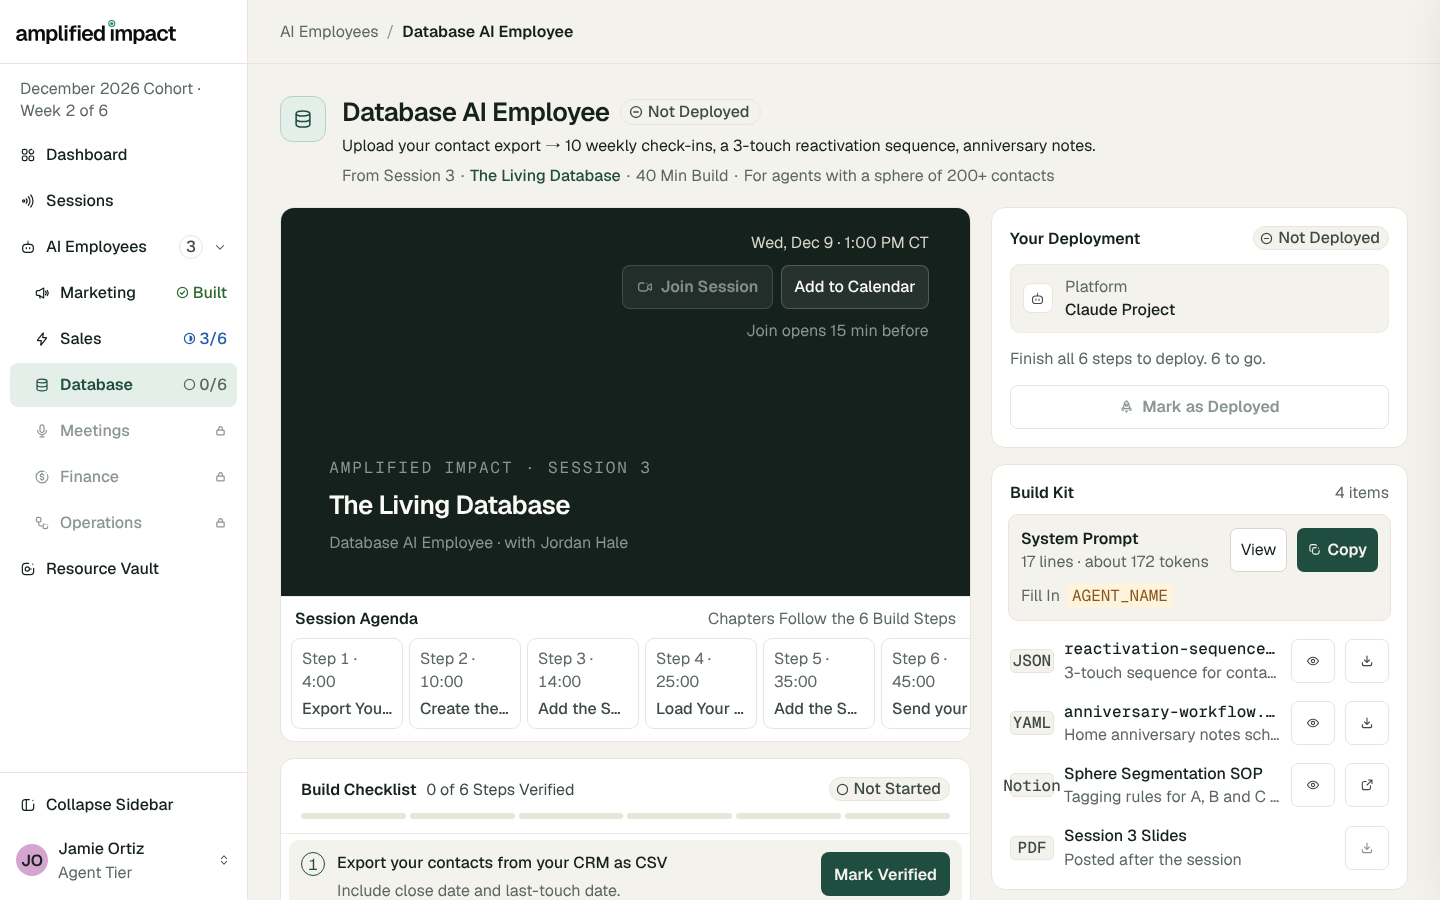 amplified impact
December 2026 Cohort ·
Week 2 of 6
Dashboard
Sessions
AI Employees 3
Marketing Built
Sales 3/6
Database 0/6
Meetings
Finance
Operations
Resource Vault
Collapse Sidebar
JO
Jamie Ortiz
Agent Tier
AI Employees / Database AI Employee
Database AI Employee Not Deployed
Upload your contact export → 10 weekly check-ins, a 3-touch reactivation sequence, anniversary notes.
From Session 3 · The Living Database · 40 Min Build · For agents with a sphere of 200+ contacts
Wed, Dec 9 · 1:00 PM CT
Join Session Add to Calendar
Join opens 15 min before
AMPLIFIED IMPACT · SESSION 3
The Living Database
Database AI Employee · with Jordan Hale
Session Agenda Chapters Follow the 6 Build Steps
Step 1 ·
4:00
Export You…
Step 2 ·
10:00
Create the…
Step 3 ·
14:00
Add the S…
Step 4 ·
25:00
Load Your …
Step 5 ·
35:00
Add the S…
Step 6 ·
45:00
Send your
Build Checklist 0 of 6 Steps Verified Not Started
1 Export your contacts from your CRM as CSV
Include close date and last-touch date.
Mark Verified
Your Deployment Not Deployed
Platform
Claude Project
Finish all 6 steps to deploy. 6 to go.
Mark as Deployed
Build Kit 4 items
System Prompt
17 lines · about 172 tokens
View Copy
Fill In AGENT_NAME
JSON reactivation-sequence…
3-touch sequence for conta…
YAML anniversary-workflow.…
Home anniversary notes sch…
Notion Sphere Segmentation SOP
Tagging rules for A, B and C …
PDF Session 3 Slides
Posted after the session